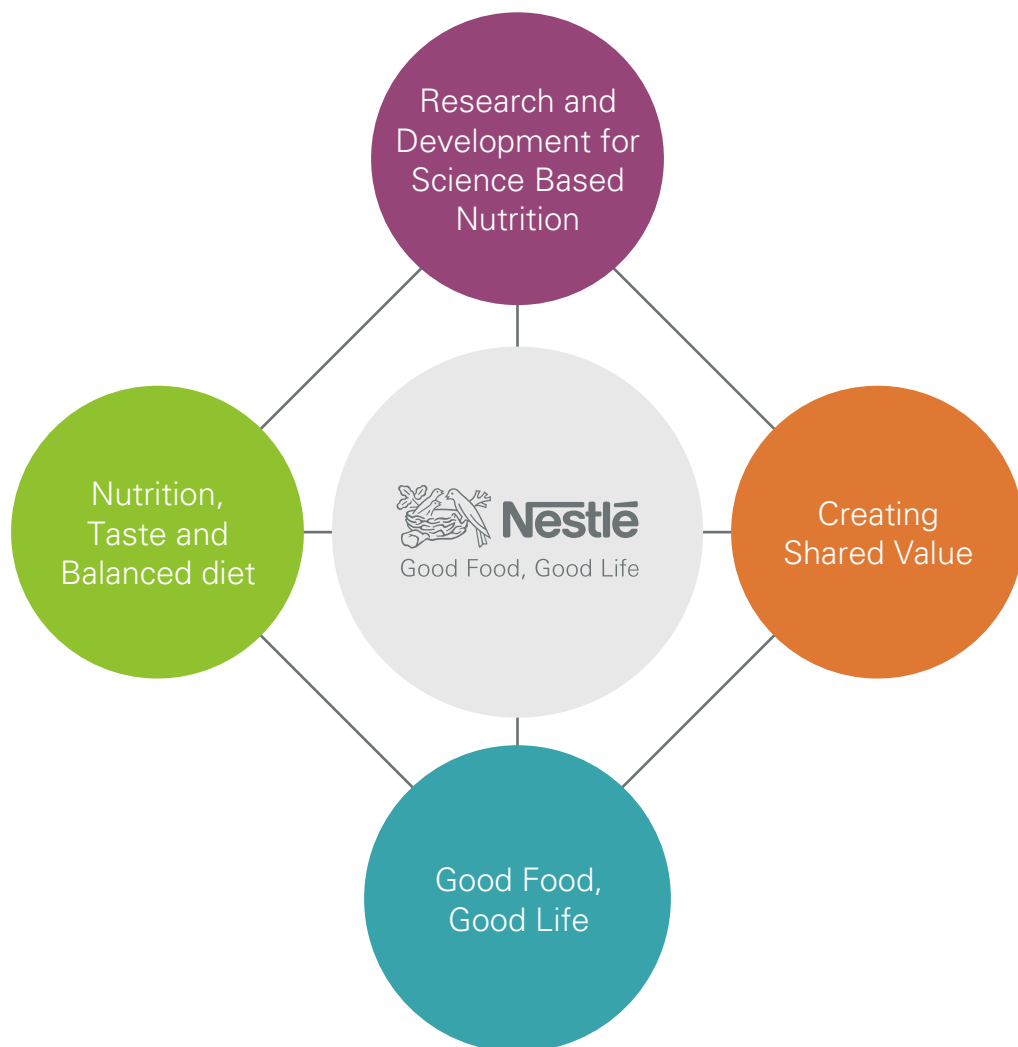 Research and
Development for
Science Based
Nutrition
Nutrition,
Taste and
Balanced diet
Nestlé
Good Food, Good Life
Creating
Shared Value
Good Food,
Good Life